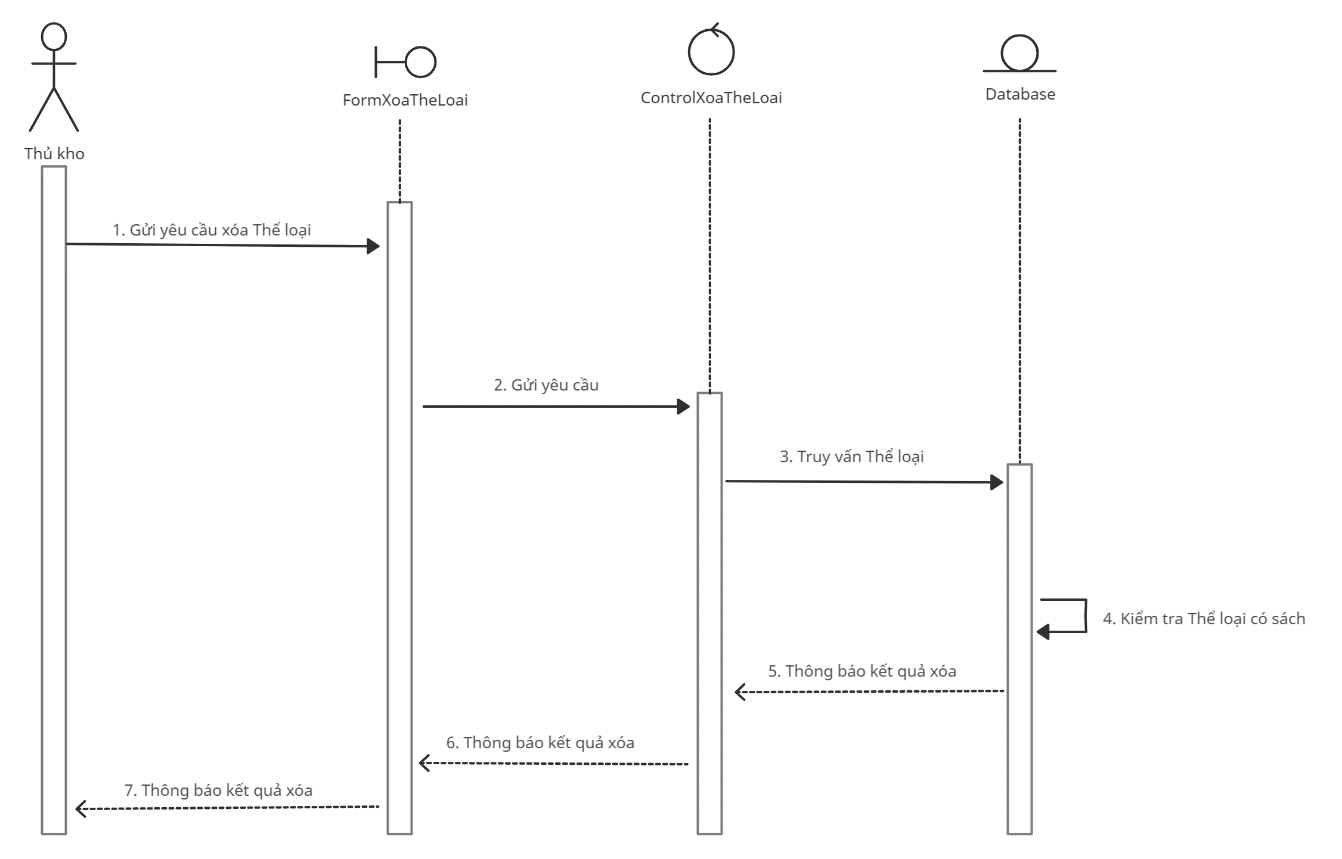 FormXoaTheLoai
ControlXoaTheLoai
Database
Thủ kho
1. Gửi yêu cầu xóa Thể loại
2. Gửi yêu cầu
3. Truy vấn Thể loại
4. Kiểm tra Thể loại có sách
5. Thông báo kết quả xóa
6. Thông báo kết quả xóa
7. Thông báo kết quả xóa